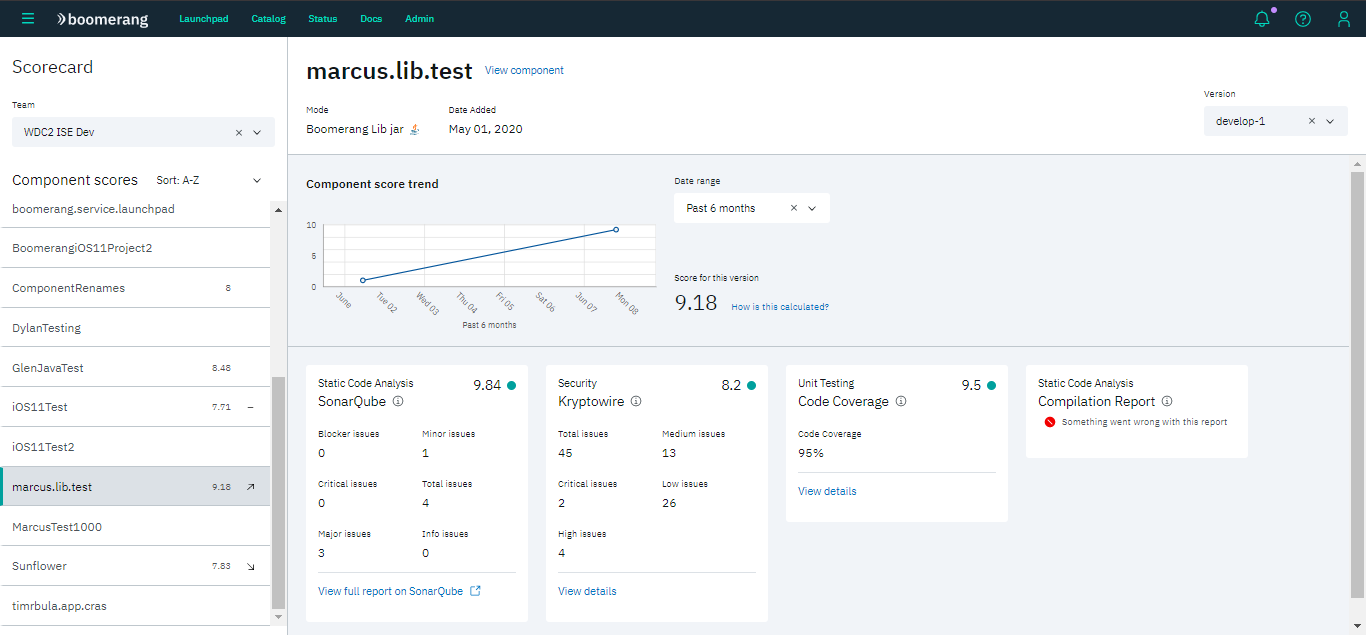 boomerang Launchpad Catalog Status Docs Admin
Scorecard
Team
WDC2 ISE Dev
Component scores Sort: A-Z
boomerang.service.launchpad
BoomerangiOS11Project2
ComponentRenames 8
DylanTesting
GlenJavaTest 8.48
iOS11Test 7.71 –
iOS11Test2
marcus.lib.test 9.18
MarcusTest1000
Sunflower 7.83
timrbula.app.cras
marcus.lib.test View component
Mode
Boomerang Lib jar
Date Added
May 01, 2020
Version
develop-1
Component score trend
10
5
0
June
Tue 02
Wed 03
Thu 04
Fri 05
Sat 06
Jun 07
Mon 08
Past 6 months
Date range
Past 6 months
Score for this version
9.18 How is this calculated?
Static Code Analysis 9.84
SonarQube
Blocker issues Minor issues
0 1
Critical issues Total issues
0 4
Major issues Info issues
3 0
View full report on SonarQube
Security 8.2
Kryptowire
Total issues Medium issues
45 13
Critical issues Low issues
2 26
High issues
4
View details
Unit Testing 9.5
Code Coverage
Code Coverage
95%
View details
Static Code Analysis
Compilation Report
Something went wrong with this report